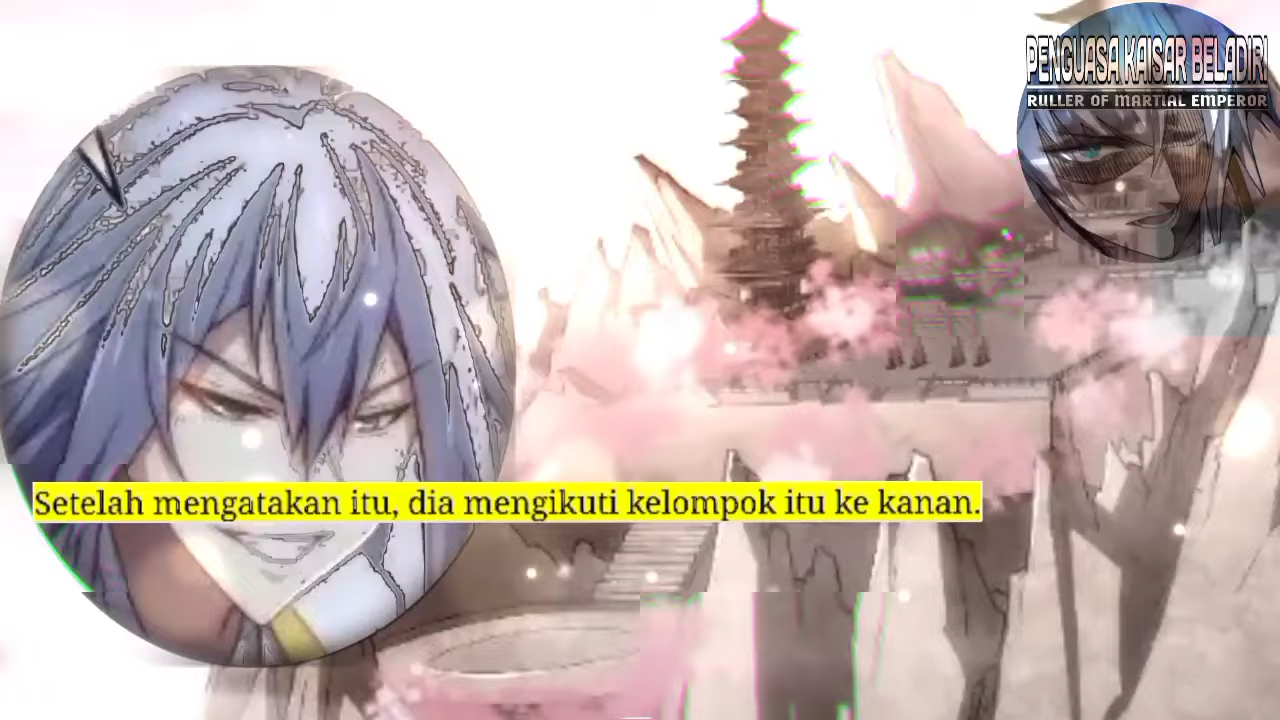 PENGUASA KAISAR BELADIRI
RULLER OF MARTIAL EMPEROR
Setelah mengatakan itu, dia mengikuti kelompok itu ke kanan.